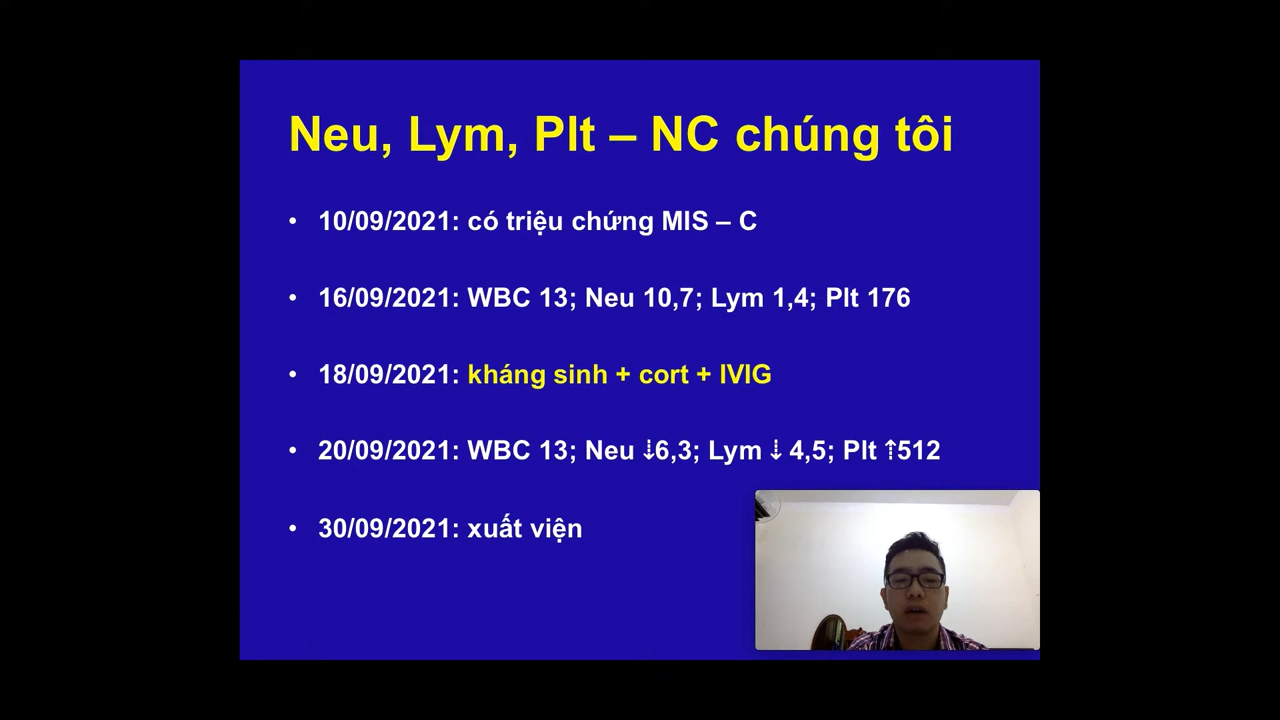 Neu, Lym, Plt – NC chúng tôi
• 10/09/2021: có triệu chứng MIS – C
• 16/09/2021: WBC 13; Neu 10,7; Lym 1,4; Plt 176
• 18/09/2021: kháng sinh + cort + IVIG
• 20/09/2021: WBC 13; Neu ⇣6,3; Lym ⇣ 4,5; Plt ⇡512
• 30/09/2021: xuất viện